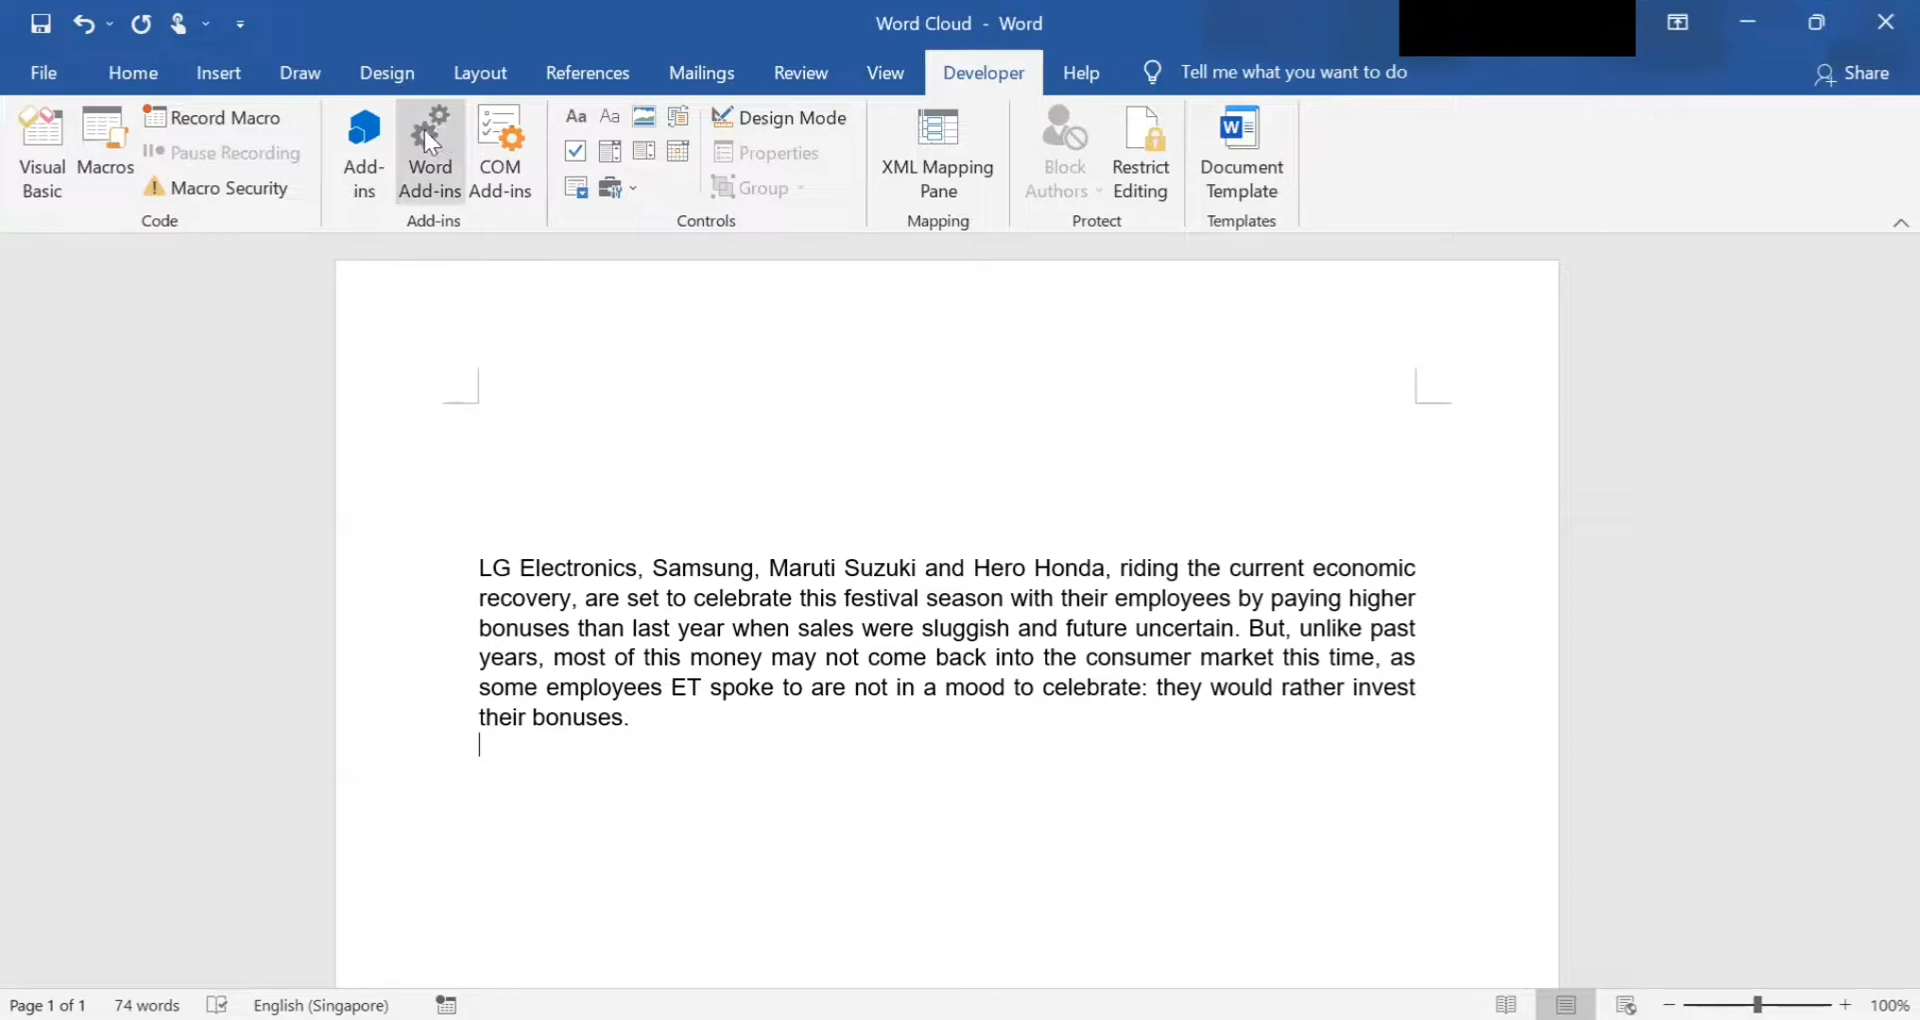 Word Cloud - Word
File Home Insert Draw Design Layout References Mailings Review View Developer Help Tell me what you want to do Share
Visual Basic
Macros
Record Macro
Pause Recording
Macro Security
Code
Add-ins
Word Add-ins
COM Add-ins
Add-ins
Aa Aa
Design Mode
Properties
Group
Controls
XML Mapping Pane
Mapping
Block Authors
Restrict Editing
Protect
Document Template
Templates
LG Electronics, Samsung, Maruti Suzuki and Hero Honda, riding the current economic
recovery, are set to celebrate this festival season with their employees by paying higher
bonuses than last year when sales were sluggish and future uncertain. But, unlike past
years, most of this money may not come back into the consumer market this time, as
some employees ET spoke to are not in a mood to celebrate: they would rather invest
their bonuses.
Page 1 of 1 74 words English (Singapore) 100%